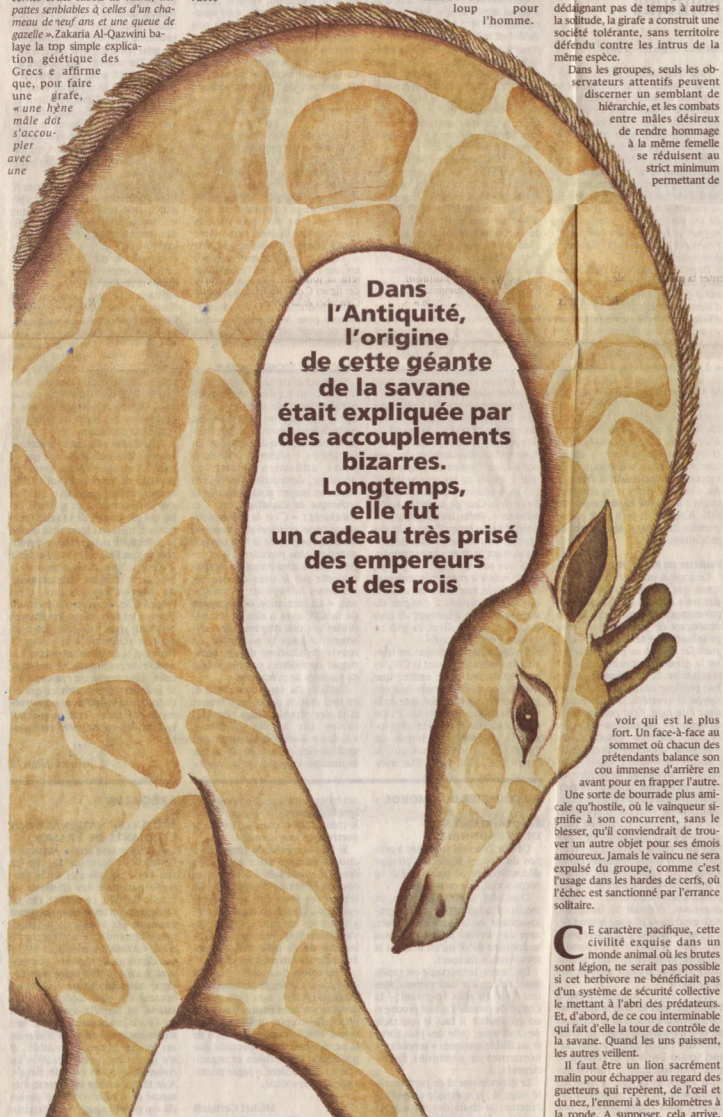 pattes senblables à celles d'un cha-
meau de neuf ans et une queue de
gazelle ». Zakaria Al-Qazwini ba-
laye la trop simple explica-
tion génétique des
Grecs e affirme
que, pour faire
une grafe,
« une hyène
mâle dot
s'accou-
pler
avec
une
loup pour
l'homme.
dédaignant pas de temps à autres
la solitude, la girafe a construit une
société tolérante, sans territoire
défendu contre les intrus de la
même espèce.
Dans les groupes, seuls les ob-
servateurs attentifs peuvent
discerner un semblant de
hiérarchie, et les combats
entre mâles désireux
de rendre hommage
à la même femelle
se réduisent au
strict minimum
permettant de
Dans
l'Antiquité,
l'origine
de cette géante
de la savane
était expliquée par
des accouplements
bizarres.
Longtemps,
elle fut
un cadeau très prisé
des empereurs
et des rois
voir qui est le plus
fort. Un face-à-face au
sommet où chacun des
prétendants balance son
cou immense d'arrière en
avant pour en frapper l'autre.
Une sorte de bourrade plus ami-
cale qu'hostile, où le vainqueur si-
gnifie à son concurrent, sans le
blesser, qu'il conviendrait de trou-
ver un autre objet pour ses émois
amoureux. Jamais le vaincu ne sera
expulsé du groupe, comme c'est
l'usage dans les hardes de cerfs, où
l'échec est sanctionné par l'errance
solitaire.
CE caractère pacifique, cette
civilité exquise dans un
monde animal où les brutes
sont légion, ne serait pas possible
si cet herbivore ne bénéficiait pas
d'un système de sécurité collective
le mettant à l'abri des prédateurs.
Et, d'abord, de ce cou interminable
qui fait d'elle la tour de contrôle de
la savane. Quand les uns paissent,
les autres veillent.
Il faut être un lion sacrément
malin pour échapper au regard des
guetteurs qui repèrent, de l'œil et
du nez, l'ennemi à des kilomètres à
la ronde. A supposer, cela arrive,